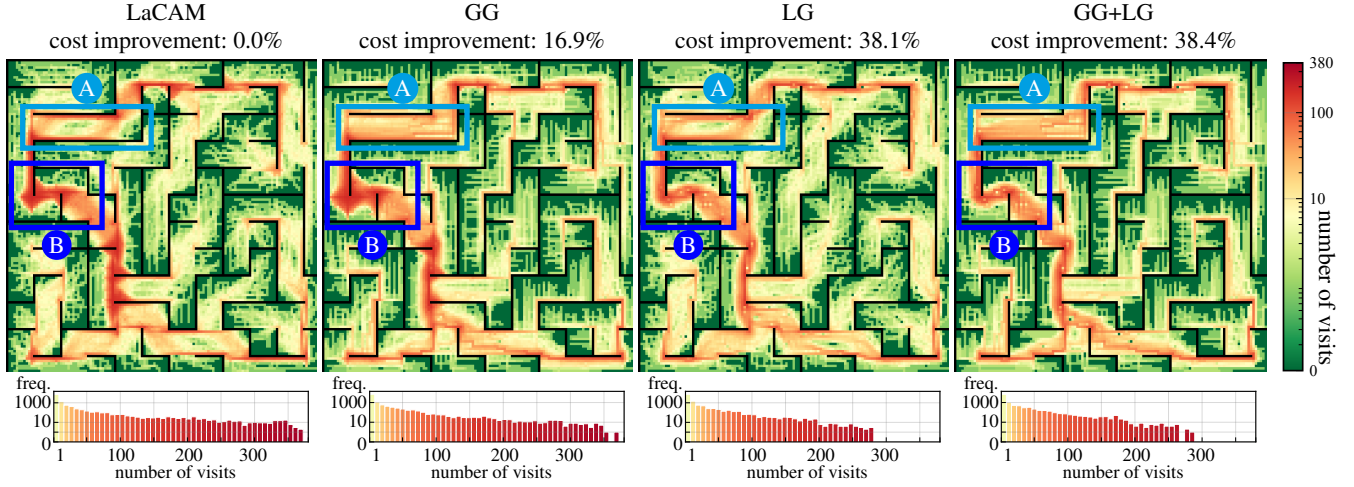 LaCAM
cost improvement: 0.0%
GG
cost improvement: 16.9%
LG
cost improvement: 38.1%
GG+LG
cost improvement: 38.4%
A
B
A
B
A
B
A
B
380
100
10
0
number of visits
freq.
1000
10
0
1 100 200 300
number of visits
freq.
1000
10
0
1 100 200 300
number of visits
freq.
1000
10
0
1 100 200 300
number of visits
freq.
1000
10
0
1 100 200 300
number of visits